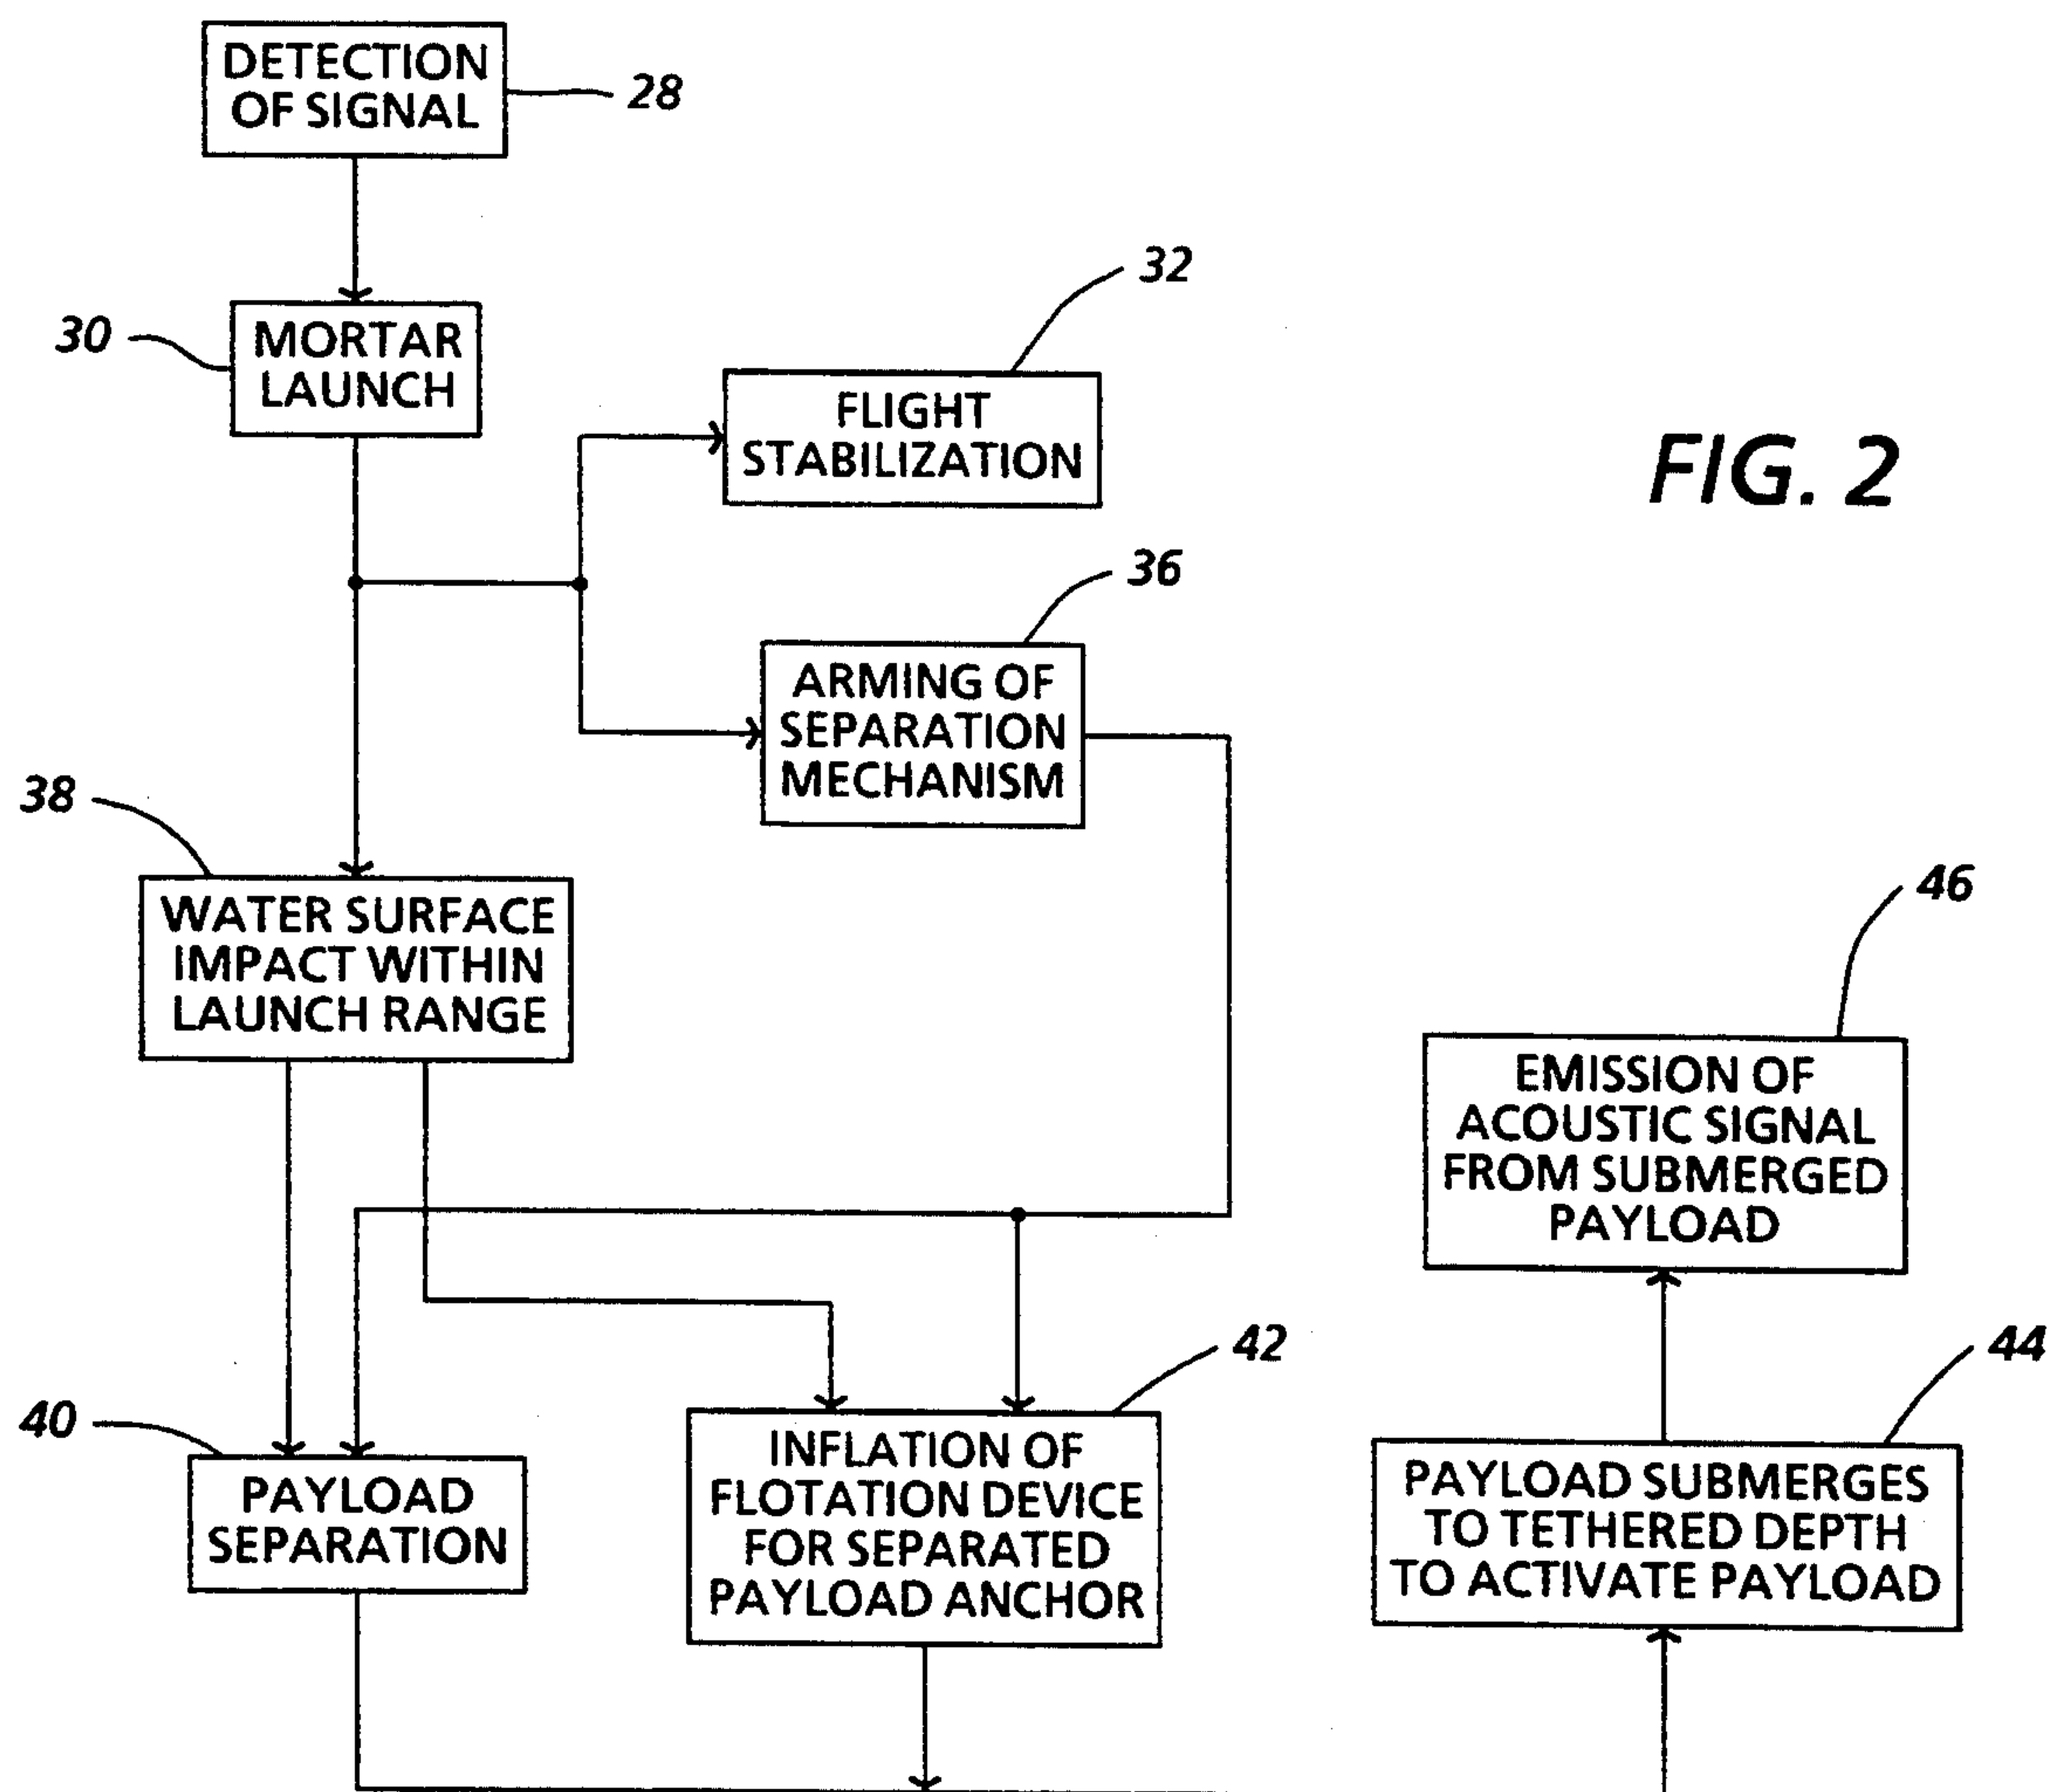 DETECTION
OF SIGNAL
28
30
MORTAR
LAUNCH
32
FLIGHT
STABILIZATION
FIG. 2
36
ARMING OF
SEPARATION
MECHANISM
38
WATER SURFACE
IMPACT WITHIN
LAUNCH RANGE
46
EMISSION OF
ACOUSTIC SIGNAL
FROM SUBMERGED
PAYLOAD
40
PAYLOAD
SEPARATION
42
INFLATION OF
FLOTATION DEVICE
FOR SEPARATED
PAYLOAD ANCHOR
44
PAYLOAD SUBMERGES
TO TETHERED DEPTH
TO ACTIVATE PAYLOAD